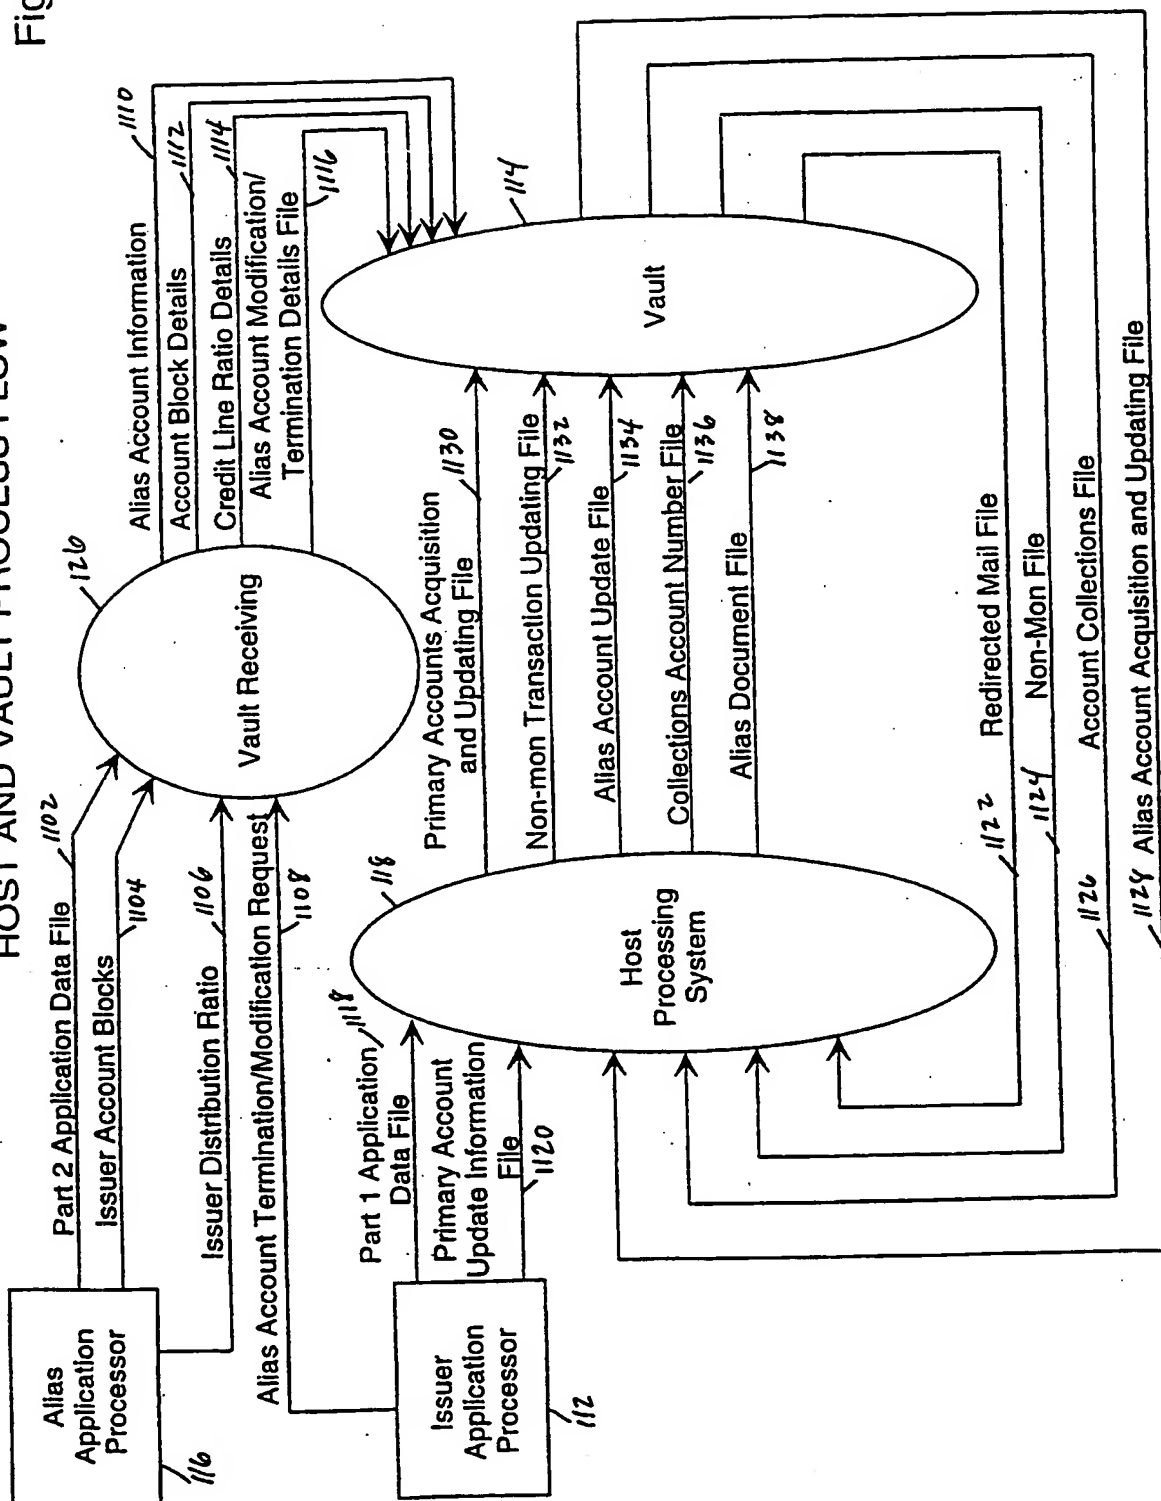 HOST AND VAULT PROCESS FLOW
Fig
Alias
Application
Processor
116
Part 2 Application Data File
1102
Issuer Account Blocks
1104
Issuer Distribution Ratio
1106
Alias Account Termination/Modification Request
1108
Issuer
Application
Processor
112
Part 1 Application
Data File
1118
Primary Account
Update Information
File
1120
Vault Receiving
126
Alias Account Information
1110
Account Block Details
1112
Credit Line Ratio Details
1114
Alias Account Modification/
Termination Details File
1116
Host
Processing
System
118
Primary Accounts Acquisition
and Updating File
1130
Non-mon Transaction Updating File
1132
Alias Account Update File
1134
Collections Account Number File
1136
Alias Document File
1138
Vault
114
Redirected Mail File
1122
Non-Mon File
1124
Account Collections File
1126
Alias Account Acquisition and Updating File
1128